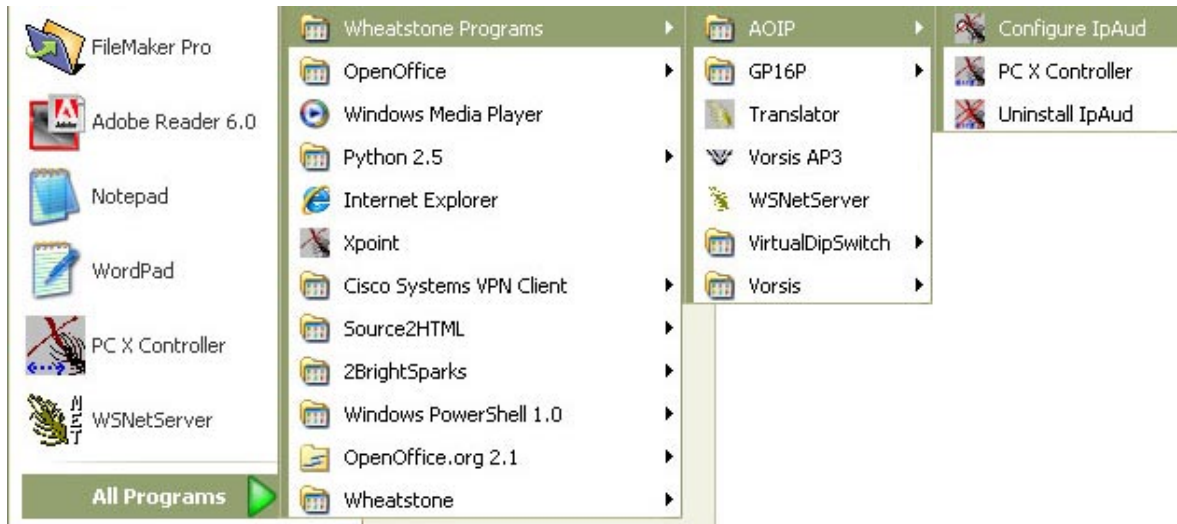 FileMaker Pro
Adobe Reader 6.0
Adobe
Notepad
WordPad
PC X Controller
WSNetServer
NET
All Programs
Wheatstone Programs
OpenOffice
Windows Media Player
Python 2.5
Internet Explorer
Xpoint
Cisco Systems VPN Client
Source2HTML
2BrightSparks
Windows PowerShell 1.0
OpenOffice.org 2.1
Wheatstone
AOIP
GP16P
Translator
Vorsis AP3
WSNetServer
VirtualDipSwitch
Vorsis
Configure IpAud
PC X Controller
Uninstall IpAud